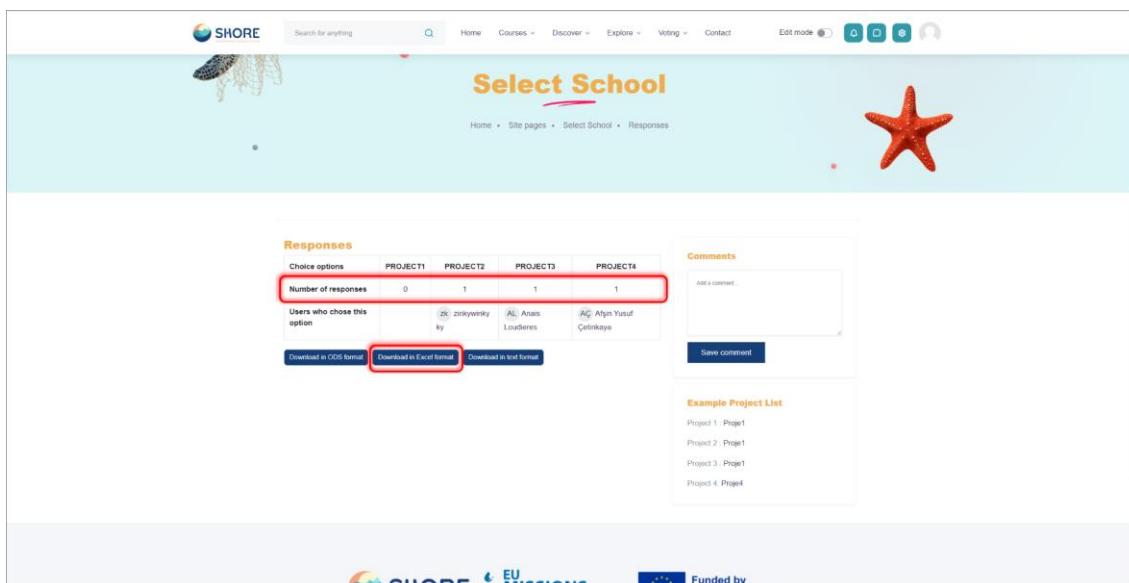 SHORE
Search for anything
Home Courses Discover Explore Voting Contact
Edit mode
Select School
Home • Site pages • Select School • Responses
Responses
Choice options PROJECT1 PROJECT2 PROJECT3 PROJECT4
Number of responses 0 1 1 1
Users who chose this option
zk zinkywinky ky
AL Anais Loudieres
AÇ Afşin Yusuf Çetinkaya
Download in ODS format Download in Excel format Download in text format
Comments
Add a comment...
Save comment
Example Project List
Project 1 : Proje1
Project 2 : Proje1
Project 3 : Proje1
Project 4: Proje4
SHORE
EU
MISSIONS
Funded by